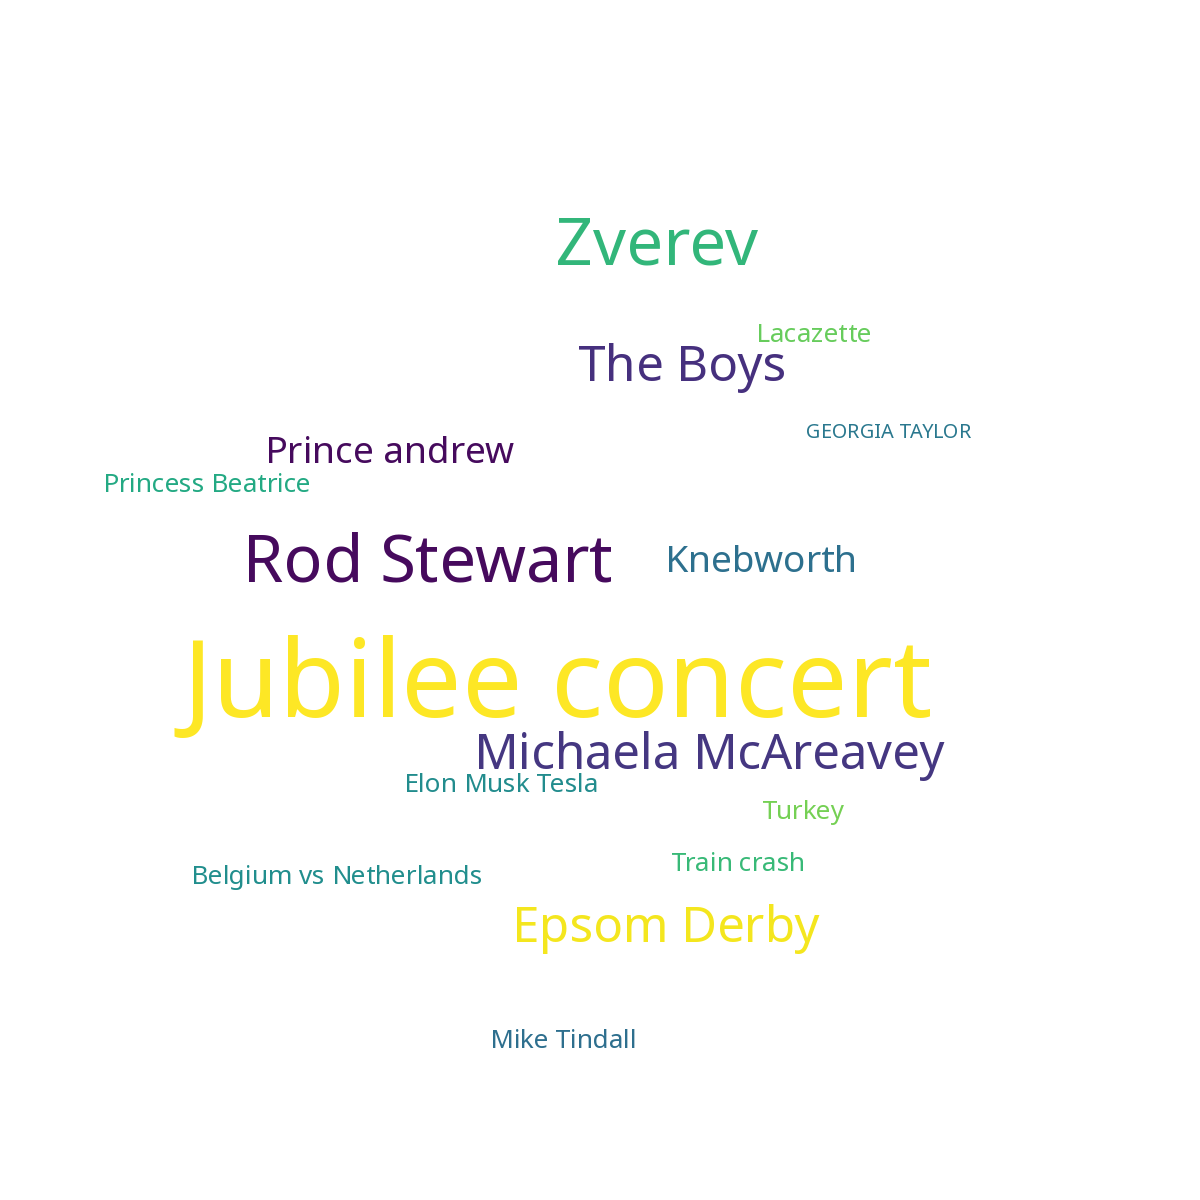 Zverev
Lacazette
The Boys
GEORGIA TAYLOR
Prince andrew
Princess Beatrice
Rod Stewart
Knebworth
Jubilee concert
Michaela McAreavey
Elon Musk Tesla
Turkey
Train crash
Belgium vs Netherlands
Epsom Derby
Mike Tindall